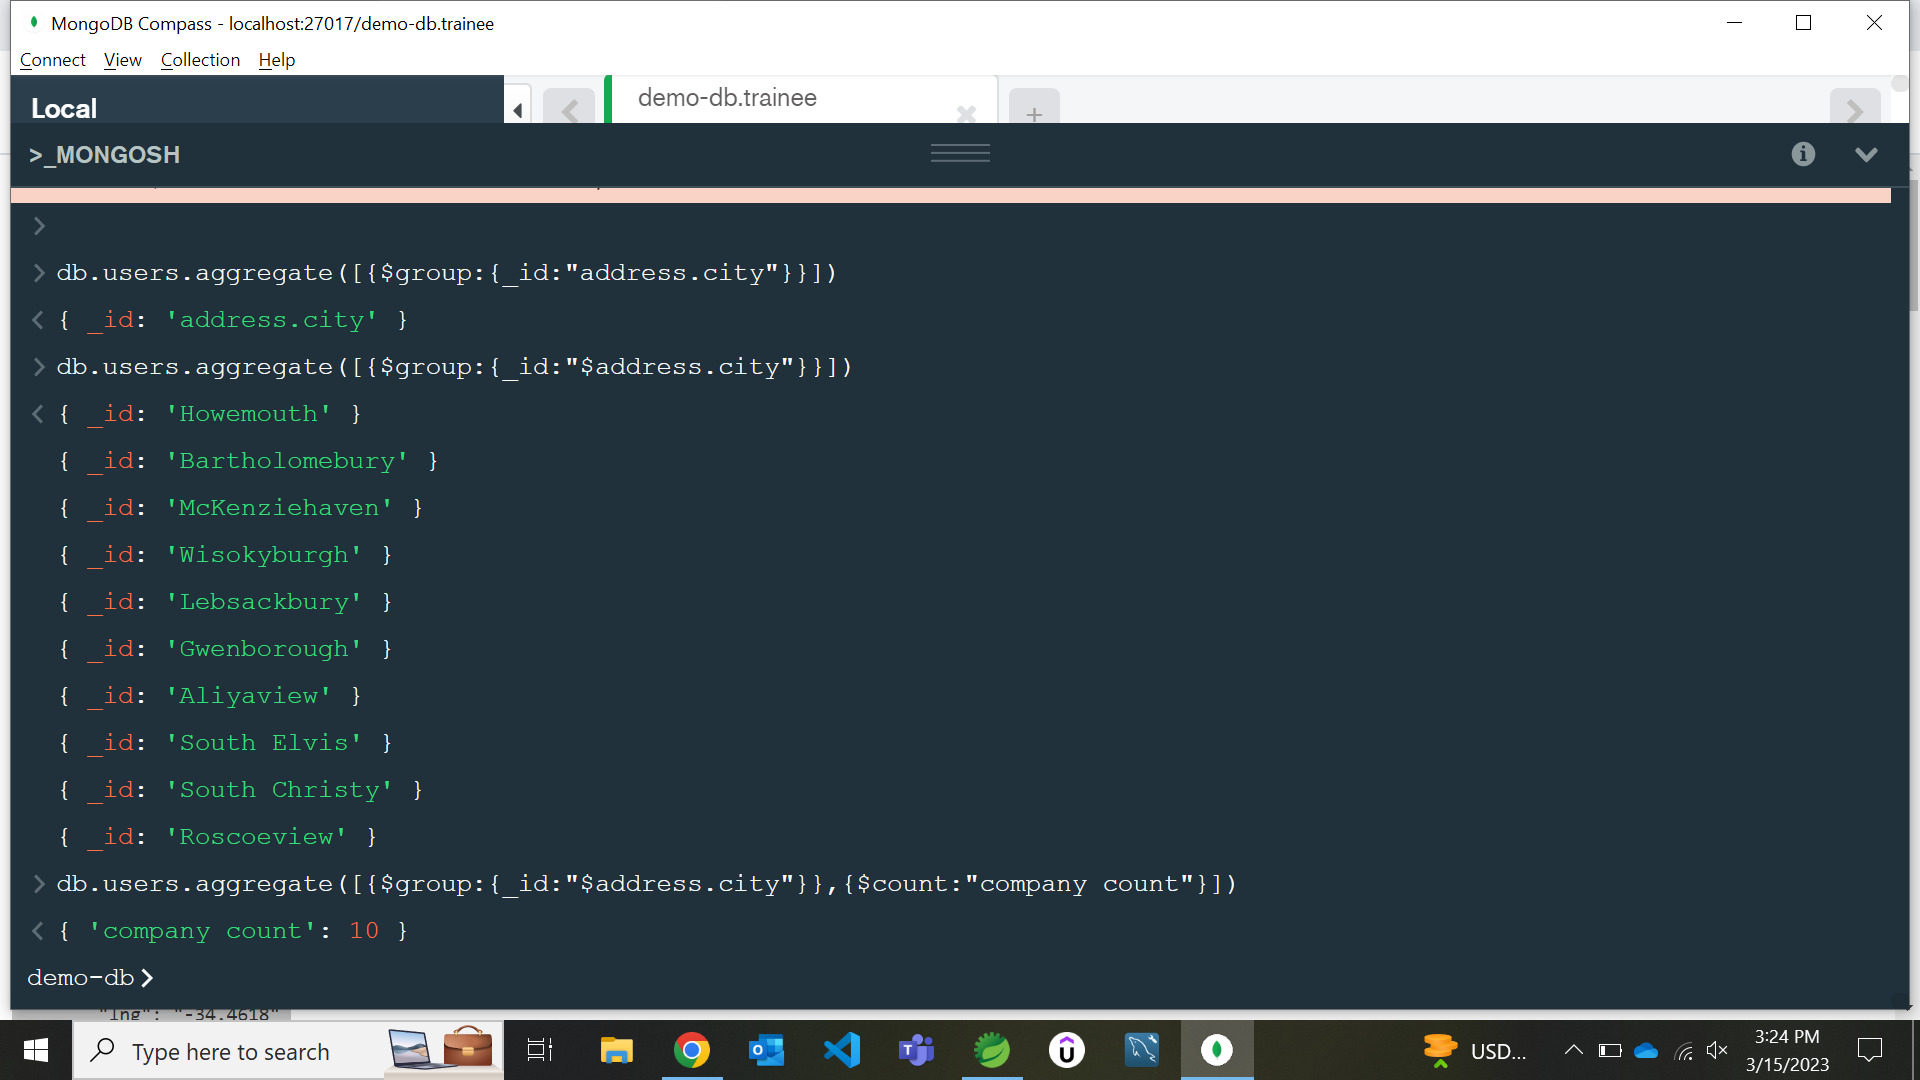 MongoDB Compass - localhost:27017/demo-db.trainee
Connect View Collection Help
Local
demo-db.trainee
>_MONGOSH
db.users.aggregate([{$group:{_id:"address.city"}}])
{ _id: 'address.city' }
db.users.aggregate([{$group:{_id:"$address.city"}}])
{ _id: 'Howemouth' }
{ _id: 'Bartholomebury' }
{ _id: 'McKenziehaven' }
{ _id: 'Wisokyburgh' }
{ _id: 'Lebsackbury' }
{ _id: 'Gwenborough' }
{ _id: 'Aliyaview' }
{ _id: 'South Elvis' }
{ _id: 'South Christy' }
{ _id: 'Roscoeview' }
db.users.aggregate([{$group:{_id:"$address.city"}},{$count:"company count"}])
{ 'company count': 10 }
demo-db>
"lng": "-34.4618"
Type here to search
USD...
3:24 PM
3/15/2023